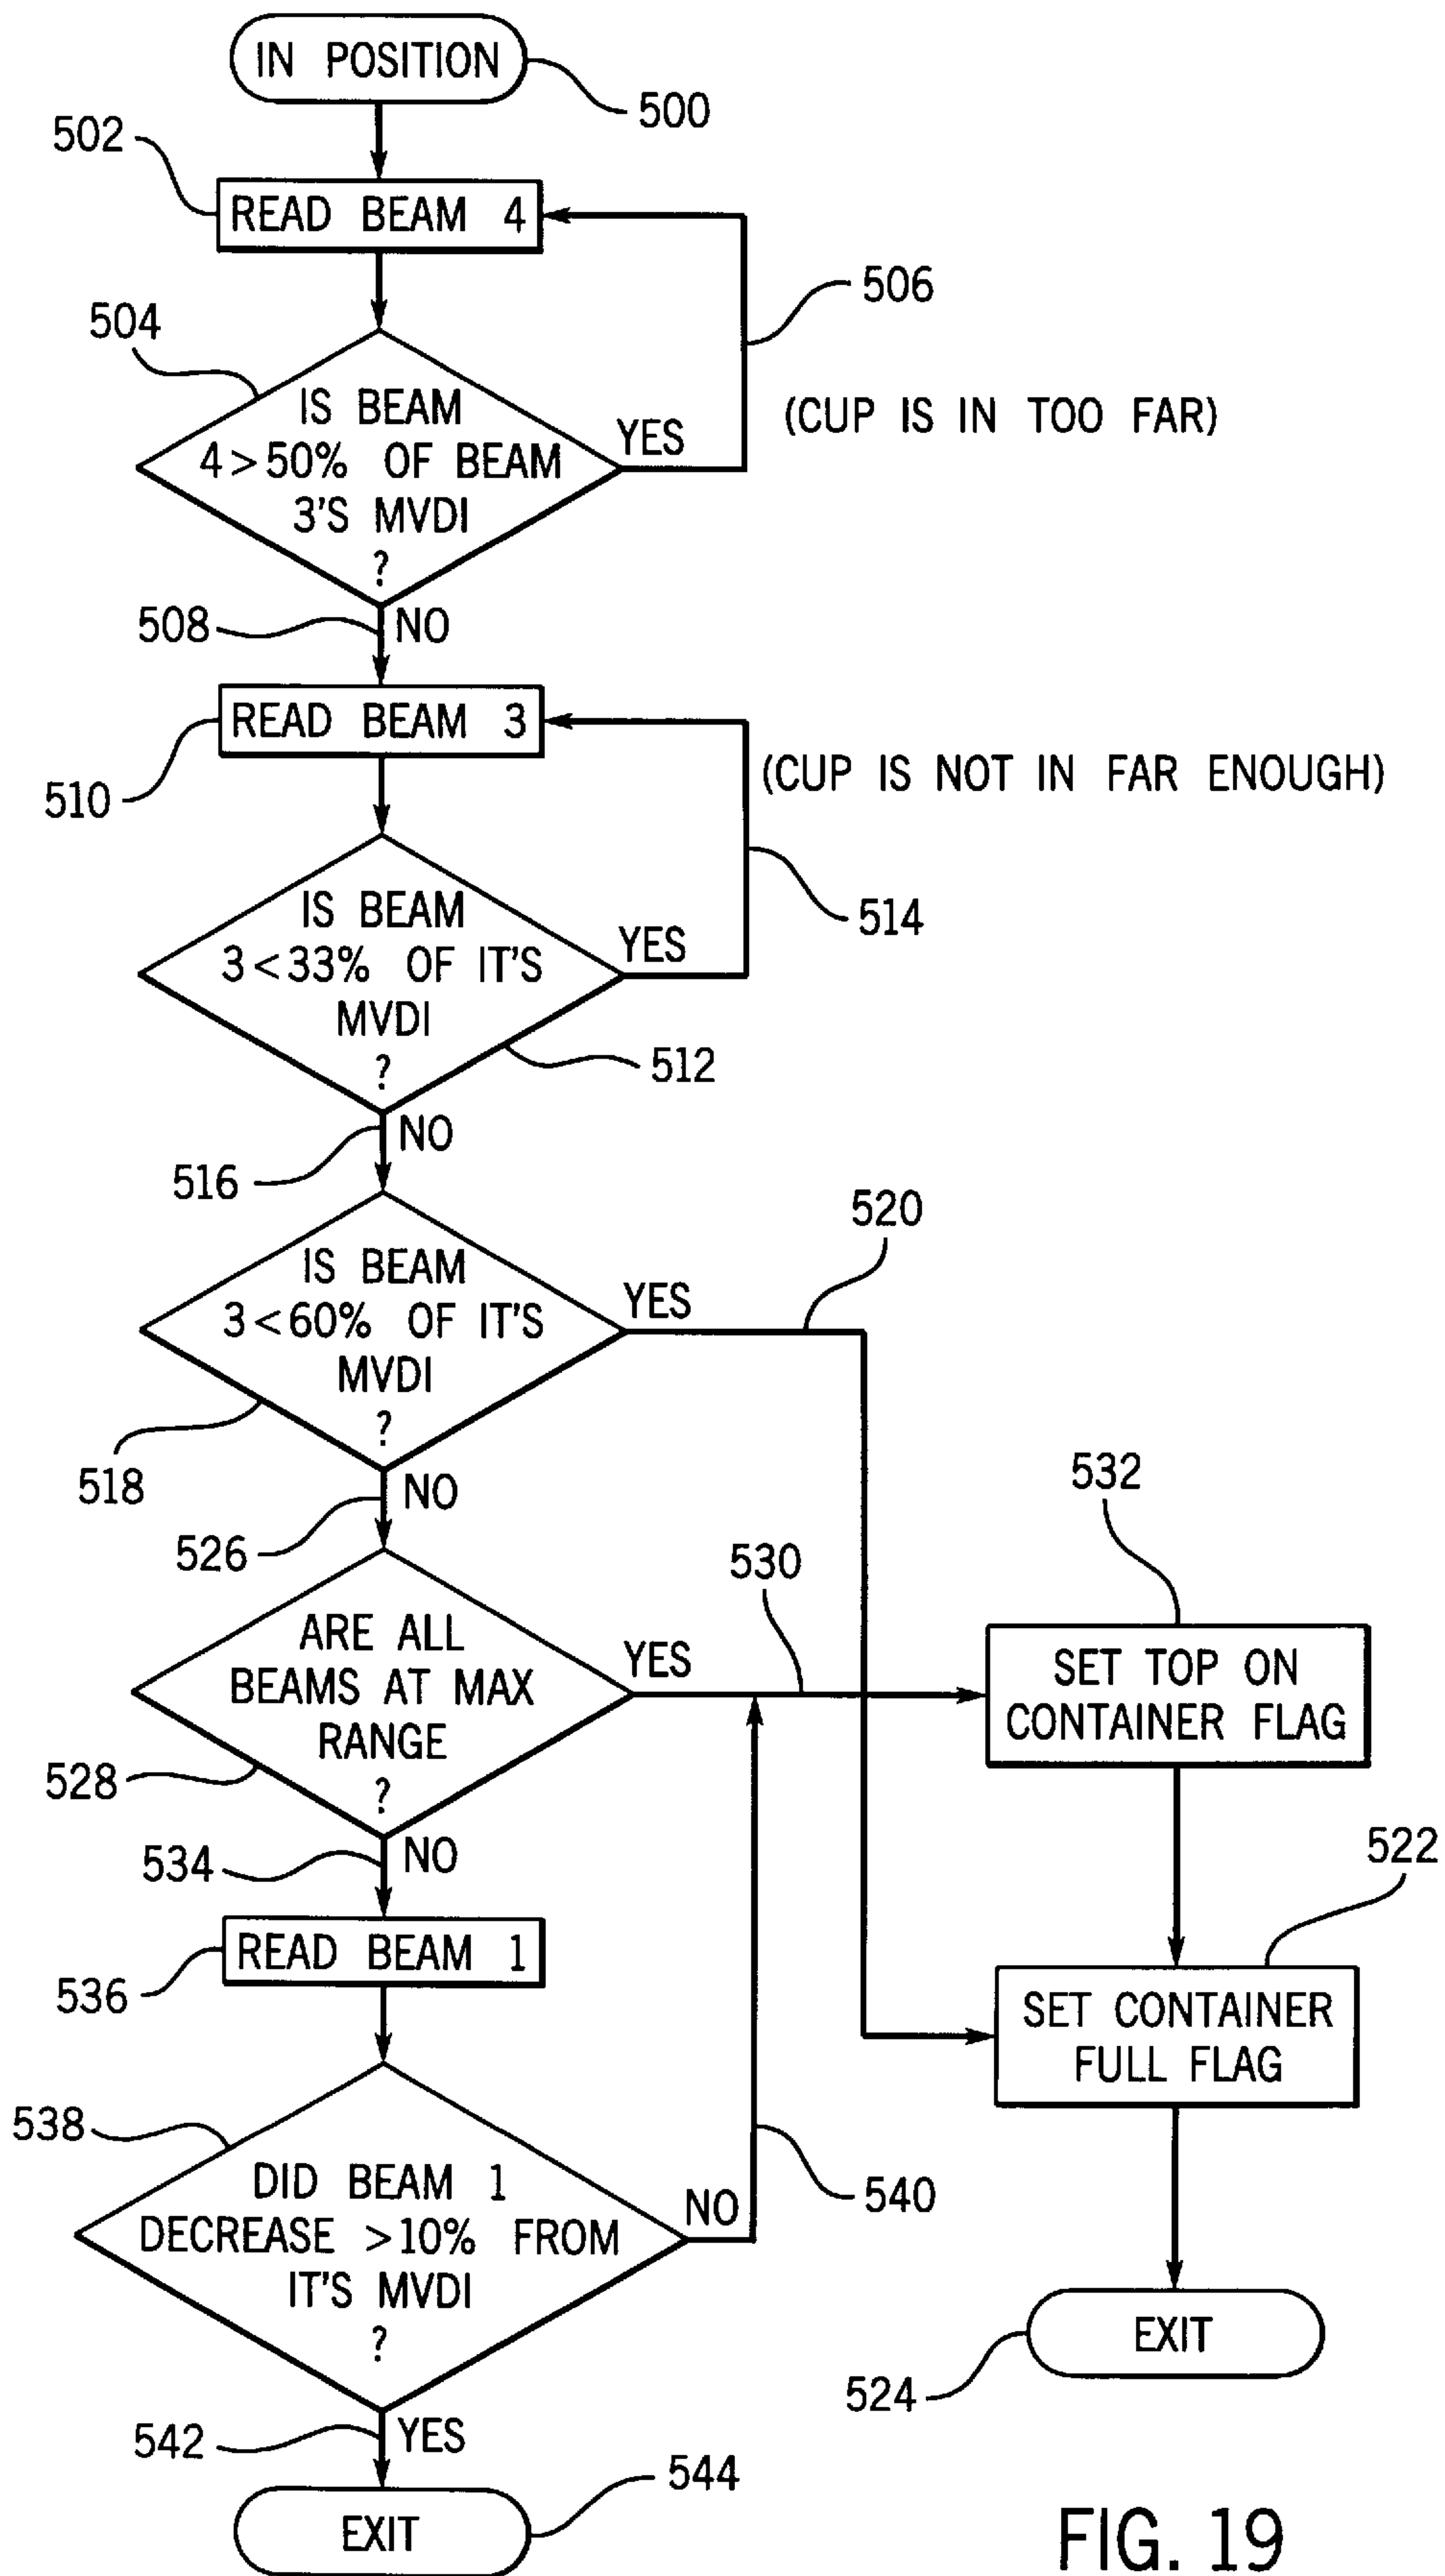 IN POSITION
500
502
READ BEAM 4
506
504
IS BEAM
4>50% OF BEAM
3'S MVDI
?
YES
(CUP IS IN TOO FAR)
508
NO
READ BEAM 3
510
(CUP IS NOT IN FAR ENOUGH)
514
IS BEAM
3<33% OF IT'S
MVDI
?
YES
512
NO
516
520
IS BEAM
3<60% OF IT'S
MVDI
?
YES
518
NO
526
532
530
ARE ALL
BEAMS AT MAX
RANGE
?
YES
SET TOP ON
CONTAINER FLAG
528
534
NO
522
READ BEAM 1
536
SET CONTAINER
FULL FLAG
538
DID BEAM 1
DECREASE >10% FROM
IT'S MVDI
?
NO
540
EXIT
524
542
YES
544
EXIT
FIG. 19